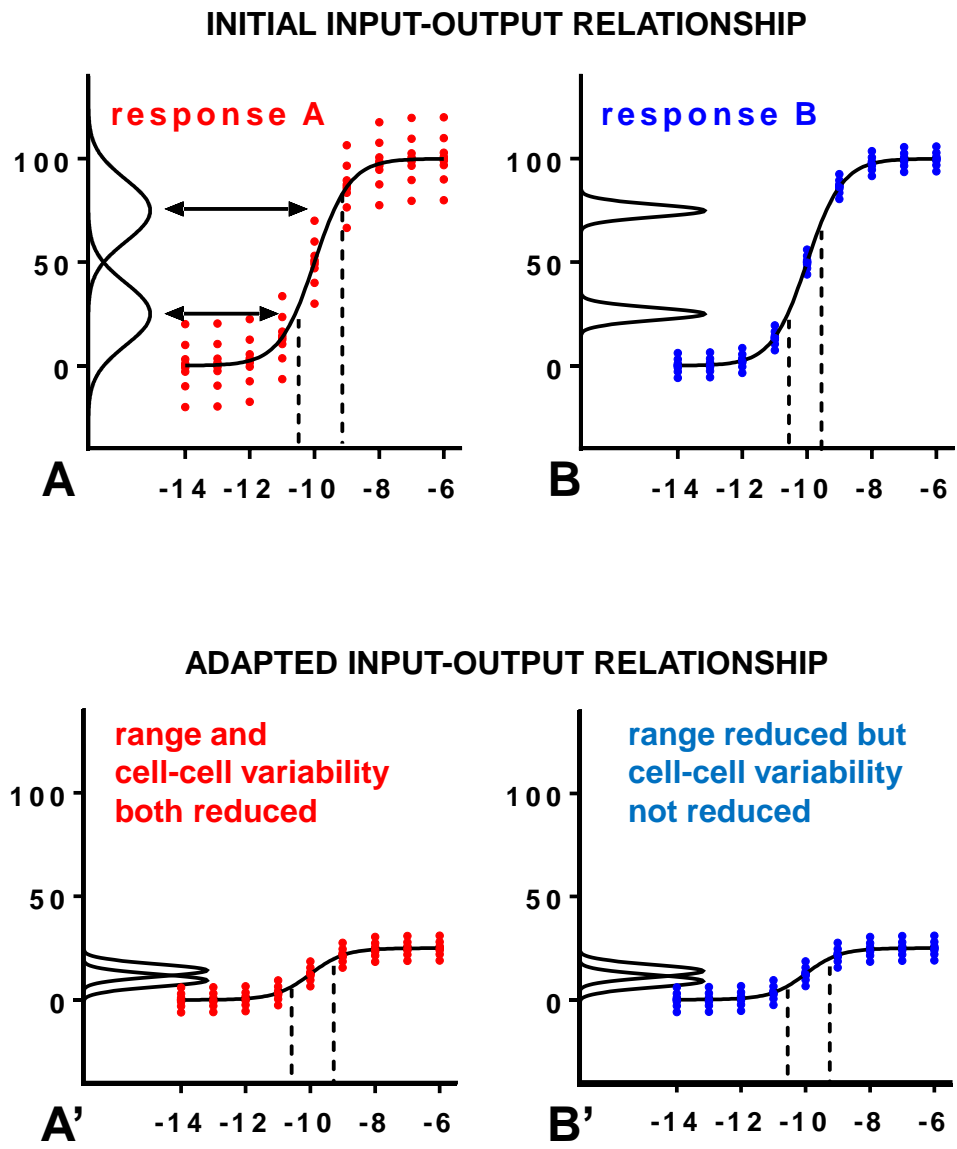 INITIAL INPUT-OUTPUT RELATIONSHIP
response A
100
50
0
A
-14 -12 -10 -8 -6
response B
100
50
0
B
-14 -12 -10 -8 -6
ADAPTED INPUT-OUTPUT RELATIONSHIP
range and
cell-cell variability
both reduced
100
50
0
A’
-14 -12 -10 -8 -6
range reduced but
cell-cell variability
not reduced
100
50
0
B’
-14 -12 -10 -8 -6